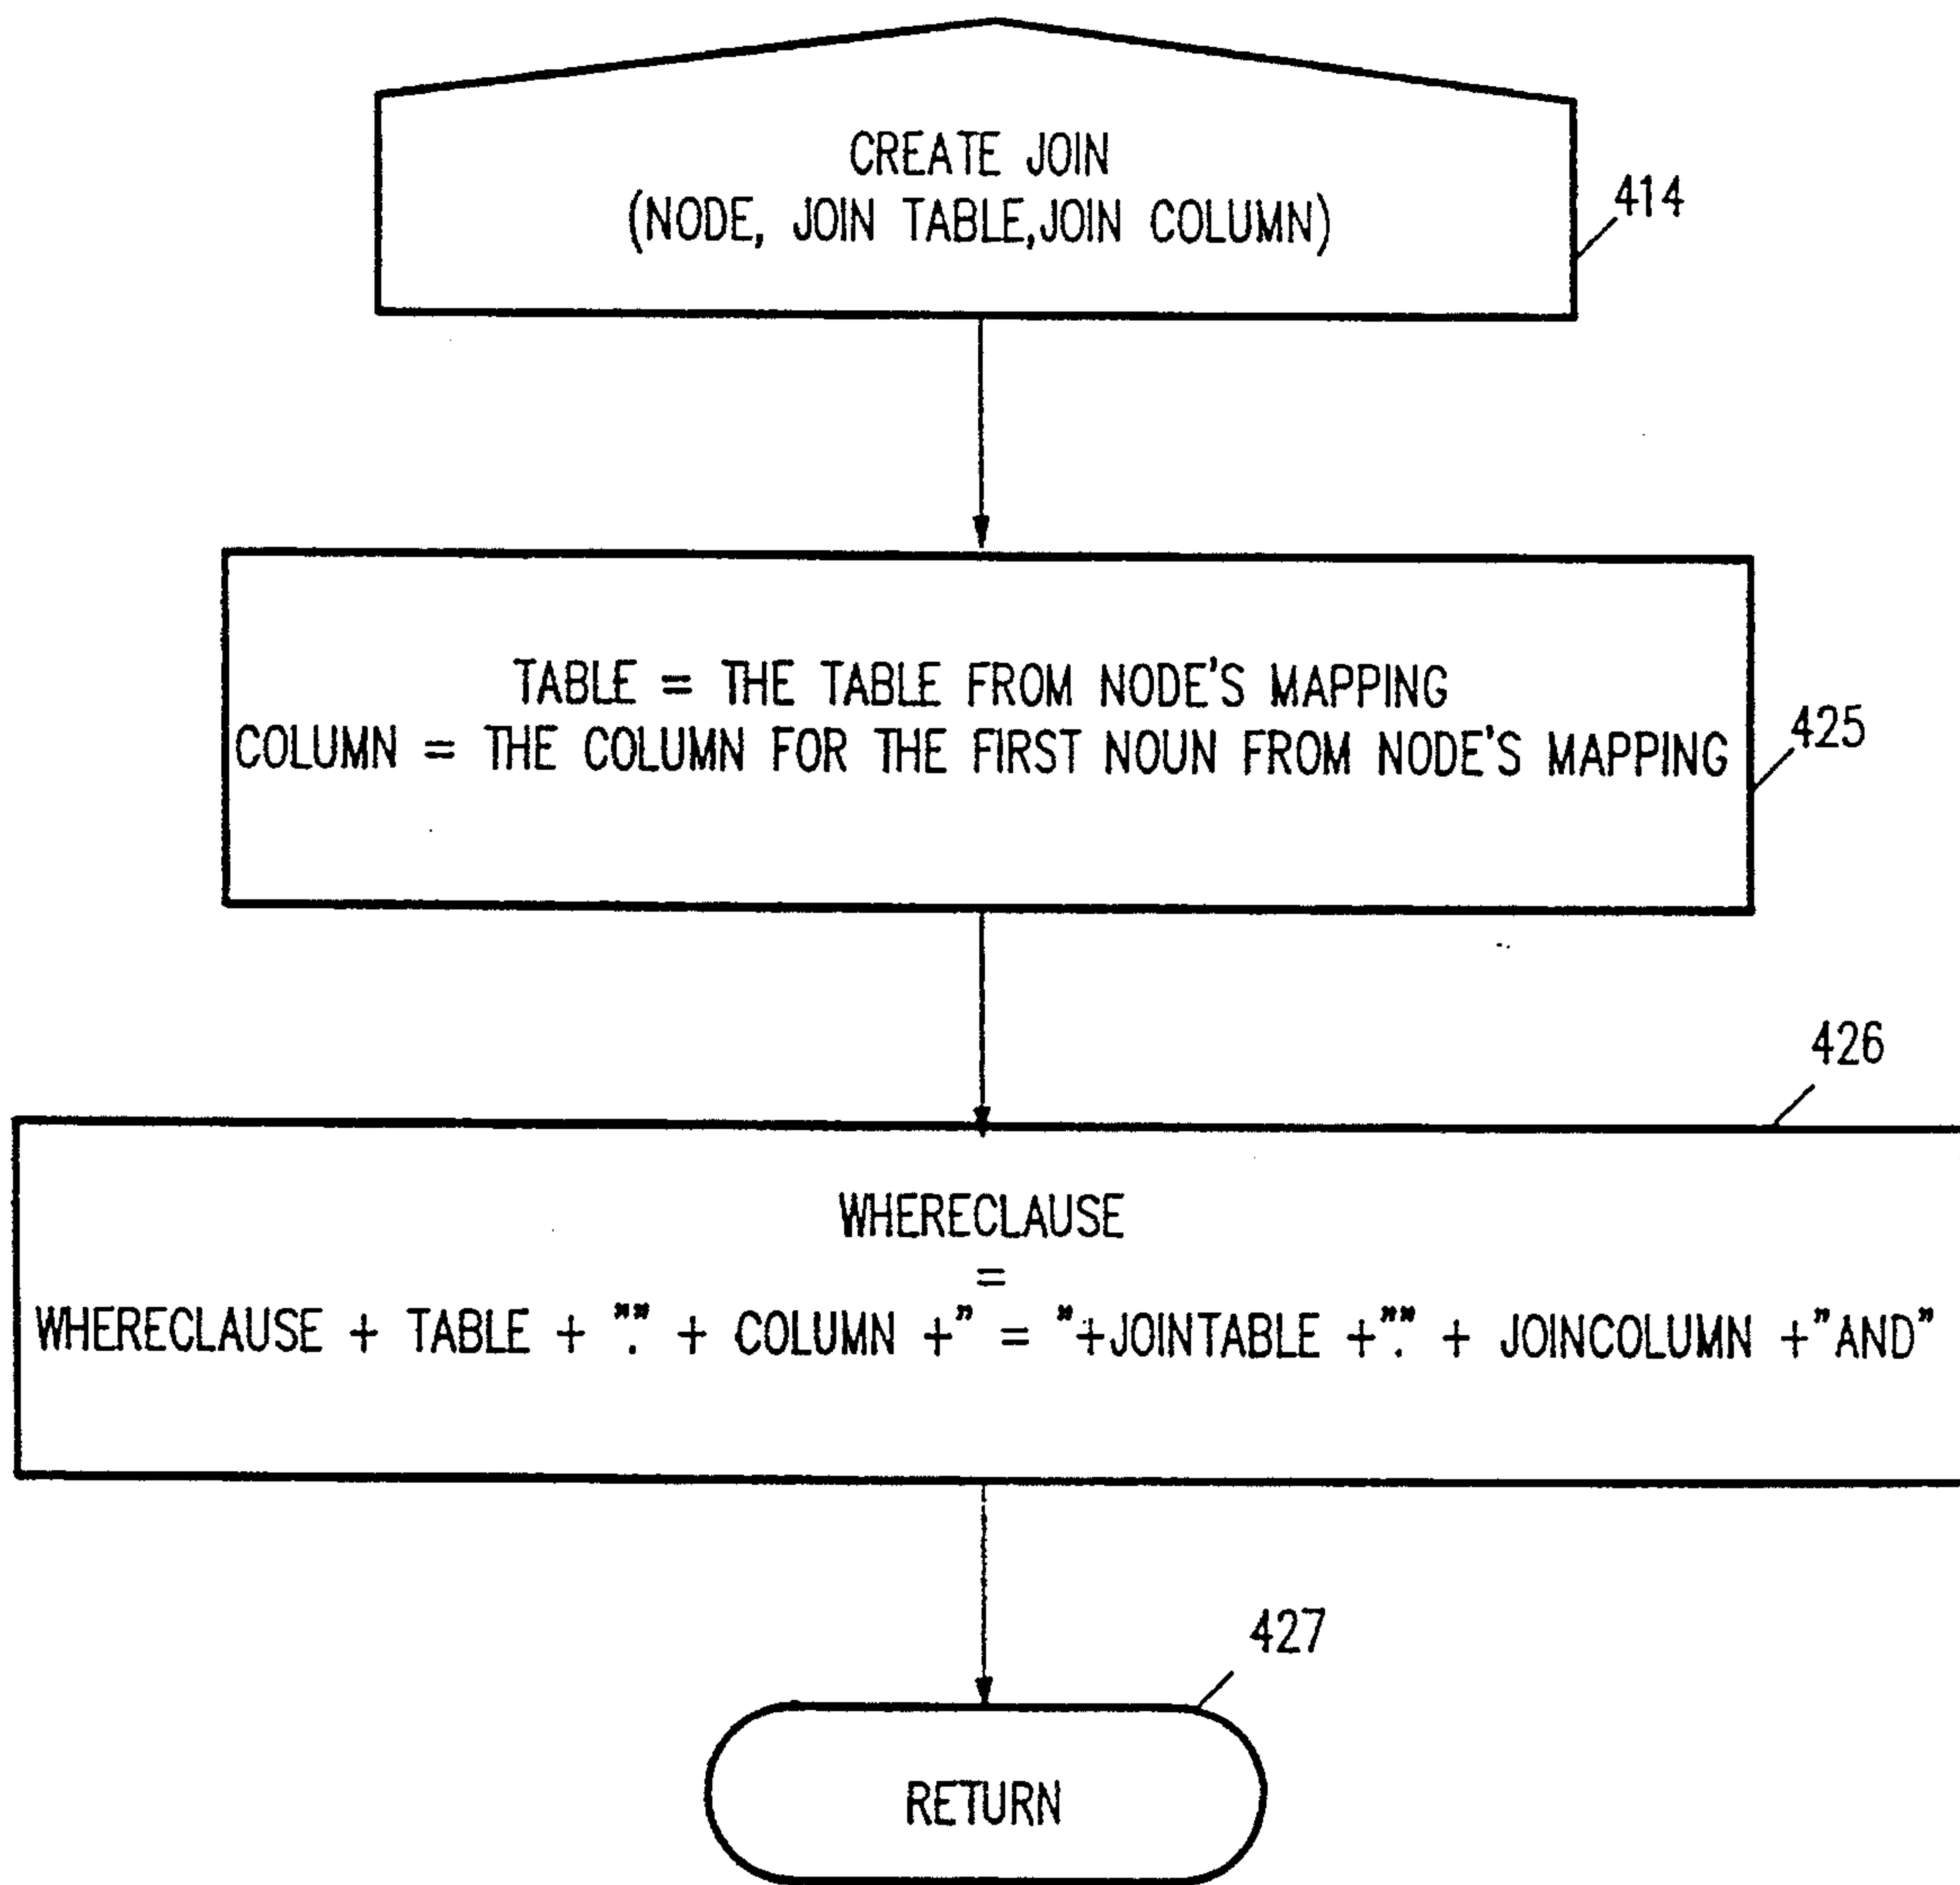 CREATE JOIN
(NODE, JOIN TABLE,JOIN COLUMN)
414
TABLE = THE TABLE FROM NODE'S MAPPING
COLUMN = THE COLUMN FOR THE FIRST NOUN FROM NODE'S MAPPING
425
426
WHERECLAUSE
=
WHERECLAUSE + TABLE + "." + COLUMN +" = "+JOINTABLE +"." + JOINCOLUMN +"AND"
427
RETURN